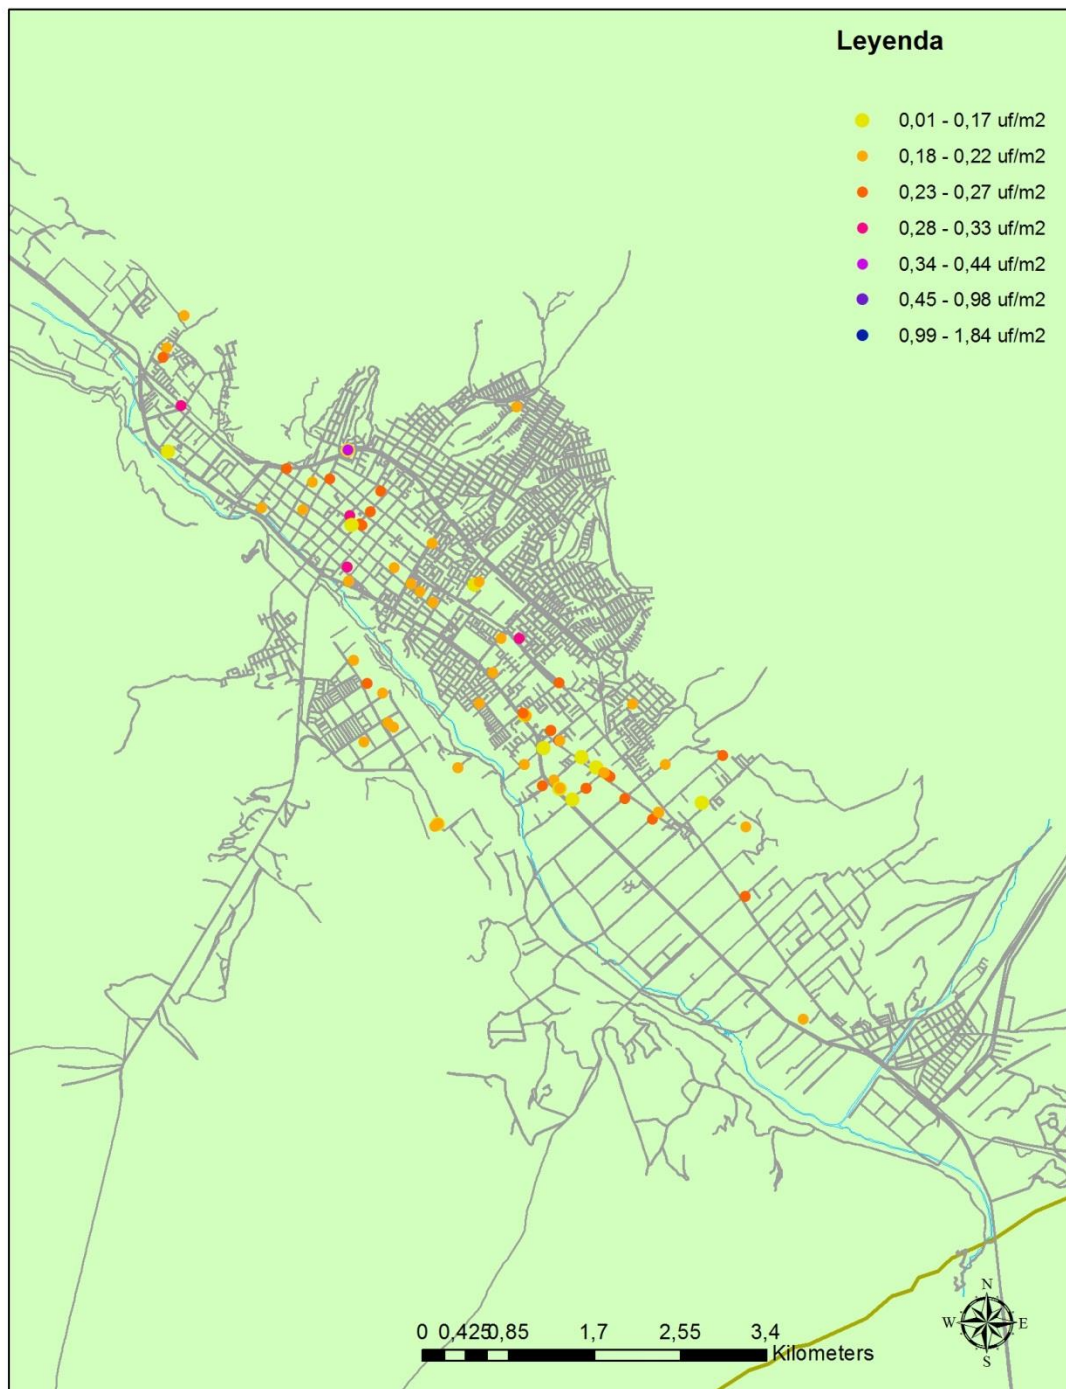 Leyenda
0,01 - 0,17 uf/m2
0,18 - 0,22 uf/m2
0,23 - 0,27 uf/m2
0,28 - 0,33 uf/m2
0,34 - 0,44 uf/m2
0,45 - 0,98 uf/m2
0,99 - 1,84 uf/m2
N
W E
S
0 0,425 0,85 1,7 2,55 3,4
Kilometers